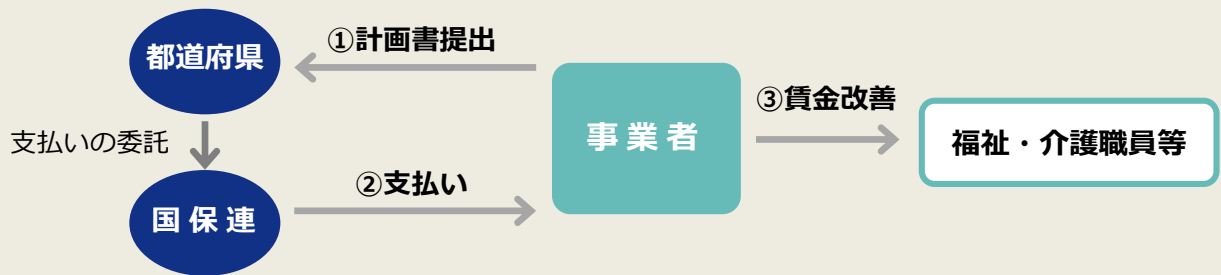 都道府県
①計画書提出
③賃金改善
事業者
福祉・介護職員等
支払いの委託
②支払い
国保連